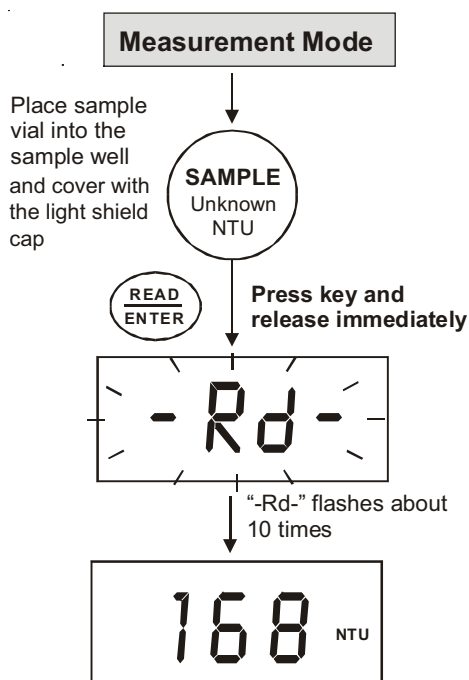 Measurement Mode
Place sample
vial into the
sample well
and cover with
the light shield
cap
SAMPLE
Unknown
NTU
READ
ENTER
Press key and
release immediately
-Rd-
“-Rd-” flashes about
10 times
168 NTU